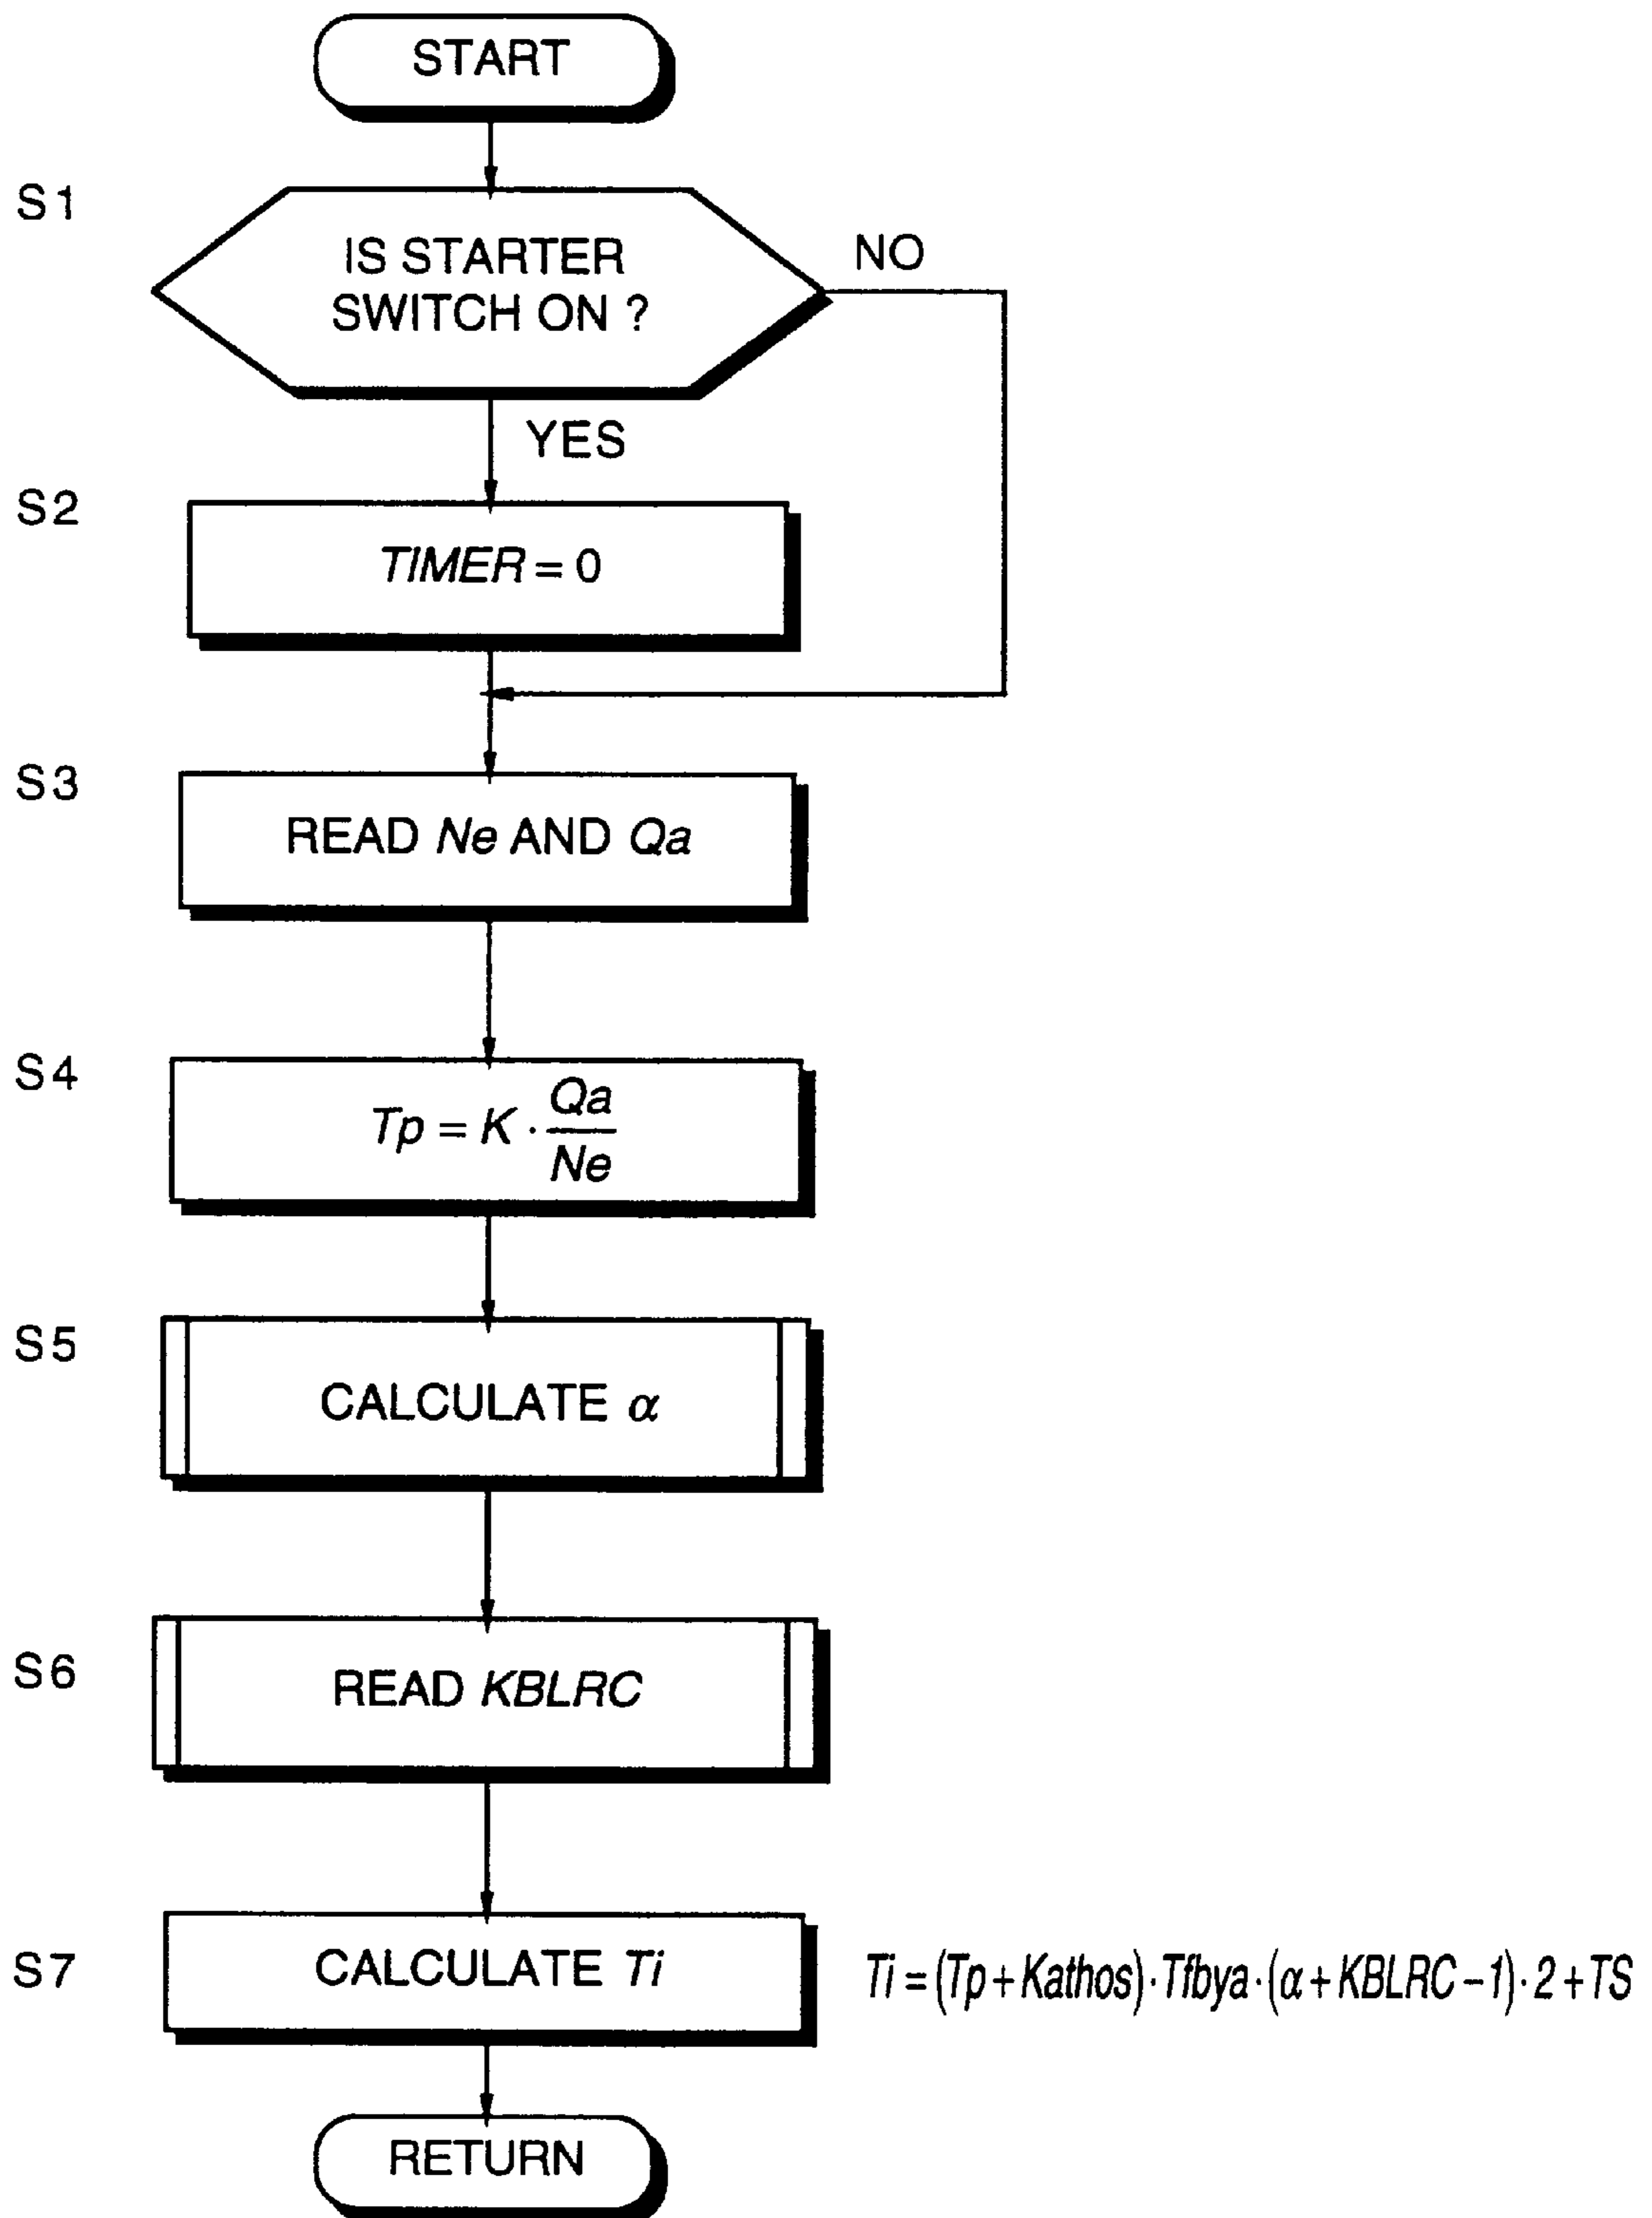 START
S1
IS STARTER
SWITCH ON ?
NO
YES
S2
TIMER = 0
S3
READ Ne AND Qa
S4
Tp = K · Qa
Ne
S5
CALCULATE α
S6
READ KBLRC
S7
CALCULATE Ti
Ti = (Tp + Kathos) · Tfbya · (α + KBLRC − 1) · 2 + TS
RETURN